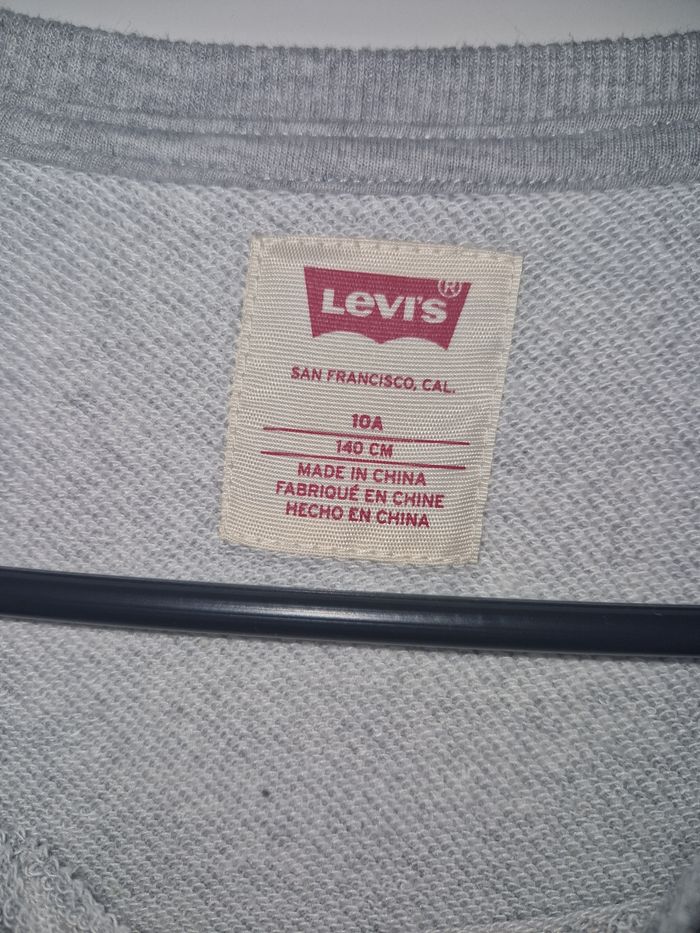 Levi's®
SAN FRANCISCO, CAL.
10A
140 CM
MADE IN CHINA
FABRIQUÉ EN CHINE
HECHO EN CHINA